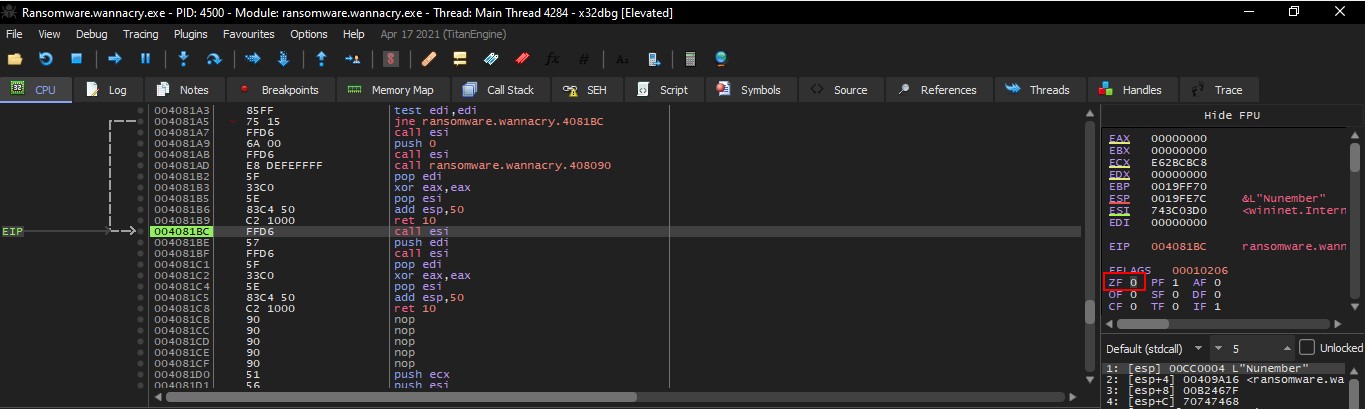 Ransomware.wannacry.exe - PID: 4500 - Module: ransomware.wannacry.exe - Thread: Main Thread 4284 - x32dbg [Elevated]
File View Debug Tracing Plugins Favourites Options Help Apr 17 2021 (TitanEngine)
CPU Log Notes Breakpoints Memory Map Call Stack SEH Script Symbols Source References Threads Handles Trace
004081A3 85FF test edi,edi
004081A5 75 15 jne ransomware.wannacry.4081BC
004081A7 FFD6 call esi
004081A9 6A 00 push 0
004081AB FFD6 call esi
004081AD E8 DEFEFFFF call ransomware.wannacry.408090
004081B2 5F pop edi
004081B3 33C0 xor eax,eax
004081B5 5E pop esi
004081B6 83C4 50 add esp,50
004081B9 C2 1000 ret 10
EIP 004081BC FFD6 call esi
004081BE 57 push edi
004081BF FFD6 call esi
004081C1 5F pop edi
004081C2 33C0 xor eax,eax
004081C4 5E pop esi
004081C5 83C4 50 add esp,50
004081C8 C2 1000 ret 10
004081CB 90 nop
004081CC 90 nop
004081CD 90 nop
004081CE 90 nop
004081CF 90 nop
004081D0 51 push ecx
004081D1 56 push esi
Hide FPU
EAX 00000000
EBX 00000000
ECX E62BCBC8
EDX 00000000
EBP 0019FF70
ESP 0019FE7C &L"Nunember"
ESI 743C03D0 <wininet.Intern
EDI 00000000
EIP 004081BC ransomware.wann
EFLAGS 00010206
ZF 0 PF 1 AF 0
OF 0 SF 0 DF 0
CF 0 TF 0 IF 1
Default (stdcall) 5 Unlocked
1: [esp] 00CC0004 L"Nunember"
2: [esp+4] 00409A16 <ransomware.wa
3: [esp+8] 00B2467F
4: [esp+C] 70747468